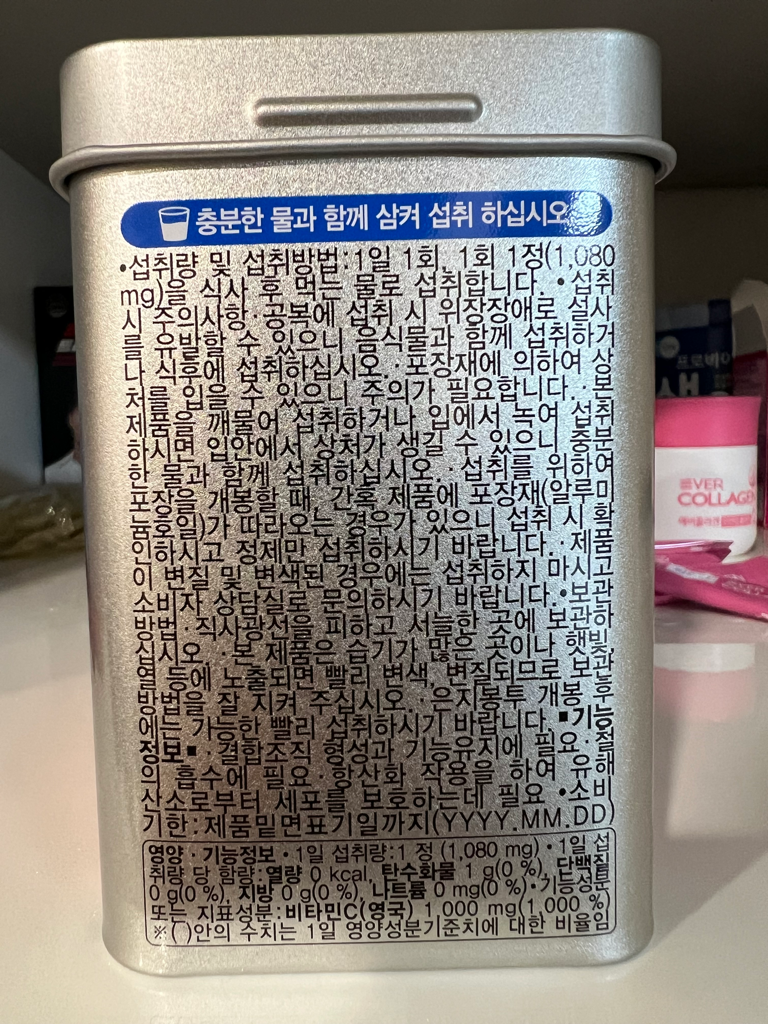 충분한 물과 함께 삼켜 섭취 하십시오.
•섭취량 및 섭취방법:1일 1회, 1회 1정(1,080
mg)을 식사 후 먹는 물로 섭취합니다. •섭취
시 주의사항·공복에 섭취 시 위장장애로 설사
를 유발할 수 있으니 음식물과 함께 섭취하거
나 식후에 섭취하십시오.·포장재에 의하여 상
처를 입을 수 있으니 주의가 필요합니다.·본
제품을 깨물어 섭취하거나 입에서 녹여 섭취
하시면 입안에서 상처가 생길 수 있으니 충분
한 물과 함께 섭취하십시오.·섭취를 위하여
포장을 개봉할 때, 간혹 제품에 포장재(알루미
늄호일)가 따라오는 경우가 있으니 섭취 시 확
인하시고 정제만 섭취하시기 바랍니다.·제품
이 변질 및 변색된 경우에는 섭취하지 마시고
소비자 상담실로 문의하시기 바랍니다.•보관
방법·직사광선을 피하고 서늘한 곳에 보관하
십시오.·본 제품은 습기가 많은 곳이나 햇빛,
열 등에 노출되면 빨리 변색, 변질되므로 보관
방법을 잘 지켜 주십시오.·은지봉투 개봉 후
에는 가능한 빨리 섭취하시기 바랍니다.▪기능
정보▪·결합조직 형성과 기능유지에 필요·철
의 흡수에 필요·항산화 작용을 하여 유해
산소로부터 세포를 보호하는데 필요 •소비
기한:제품밑면표기일까지(YYYY.MM.DD)
영양·기능정보•1일 섭취량:1 정 (1,080 mg)•1일 섭
취량 당 함량:열량 0 kcal, 탄수화물 1 g(0 %), 단백질
0 g(0 %), 지방 0 g(0 %), 나트륨 0 mg(0 %)•기능성분
또는 지표성분:비타민C(영국) 1,000 mg(1,000 %)
※( )안의 수치는 1일 영양성분기준치에 대한 비율임
프로바이
EVER
COLLAGEN
에버콜라겐